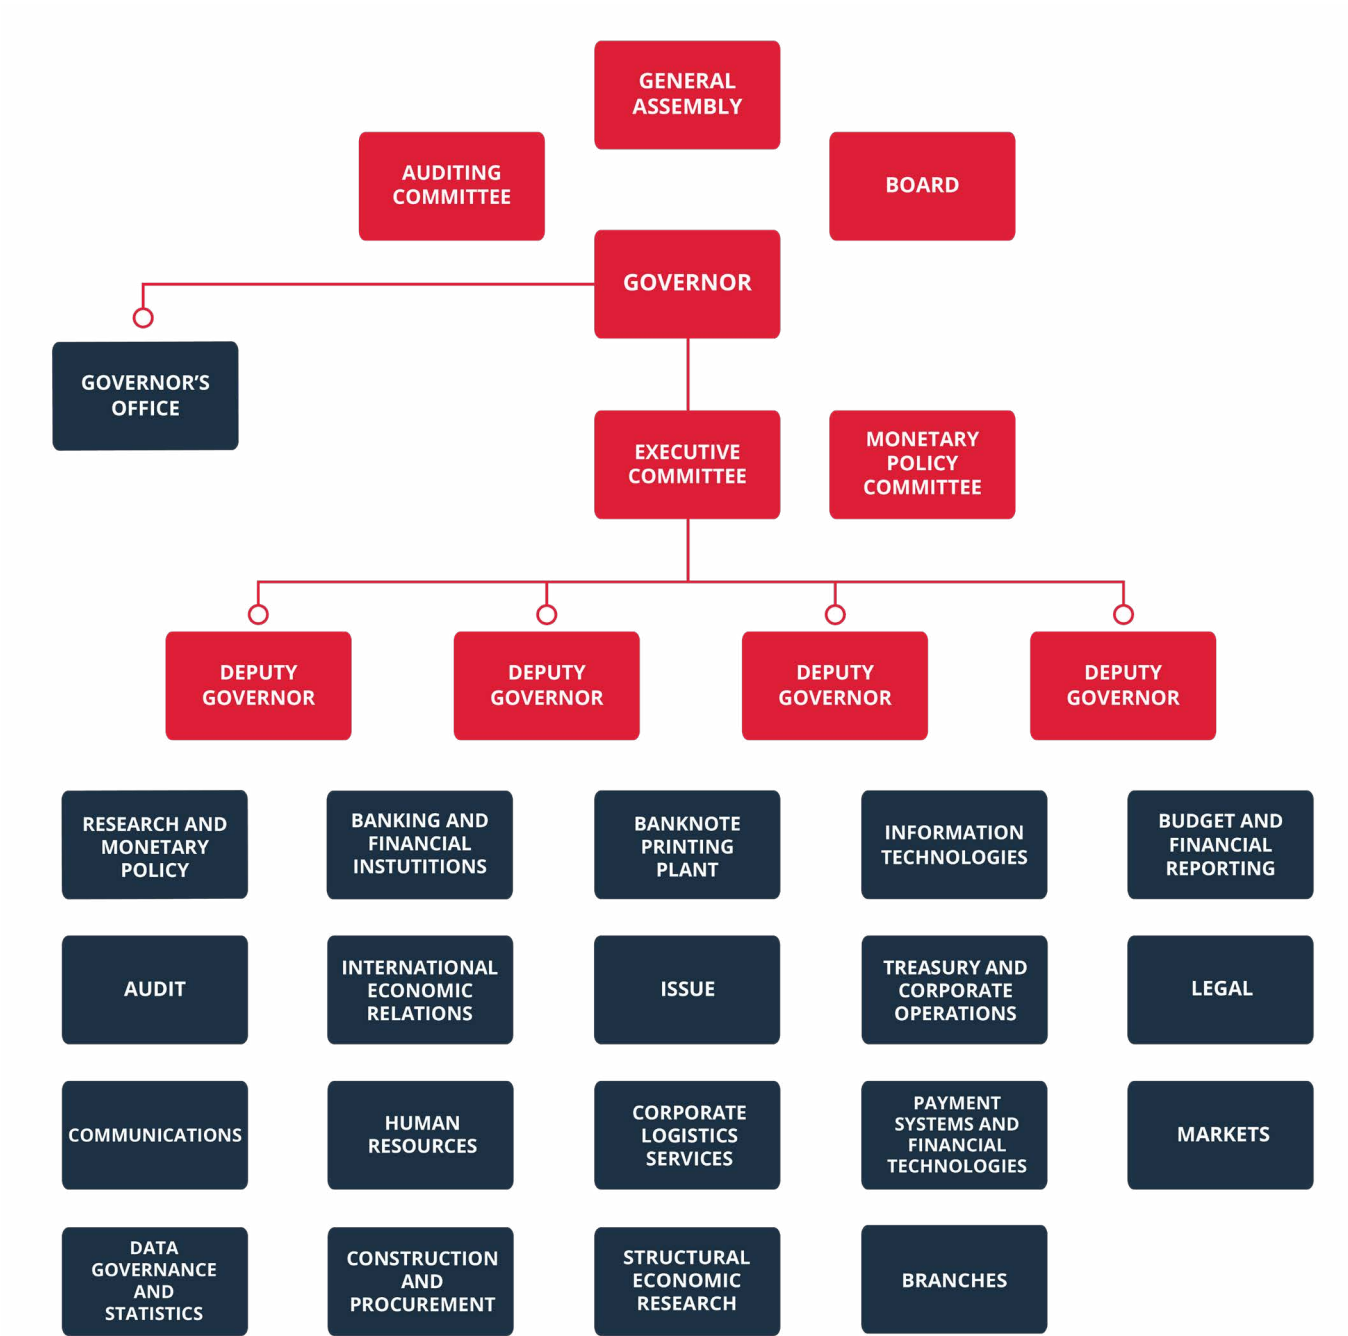 GENERAL
ASSEMBLY
AUDITING
COMMITTEE
BOARD
GOVERNOR
GOVERNOR'S
OFFICE
EXECUTIVE
COMMITTEE
MONETARY
POLICY
COMMITTEE
DEPUTY
GOVERNOR
DEPUTY
GOVERNOR
DEPUTY
GOVERNOR
DEPUTY
GOVERNOR
RESEARCH AND
MONETARY
POLICY
BANKING AND
FINANCIAL
INSTUTITIONS
BANKNOTE
PRINTING
PLANT
INFORMATION
TECHNOLOGIES
BUDGET AND
FINANCIAL
REPORTING
AUDIT
INTERNATIONAL
ECONOMIC
RELATIONS
ISSUE
TREASURY AND
CORPORATE
OPERATIONS
LEGAL
COMMUNICATIONS
HUMAN
RESOURCES
CORPORATE
LOGISTICS
SERVICES
PAYMENT
SYSTEMS AND
FINANCIAL
TECHNOLOGIES
MARKETS
DATA
GOVERNANCE
AND
STATISTICS
CONSTRUCTION
AND
PROCUREMENT
STRUCTURAL
ECONOMIC
RESEARCH
BRANCHES